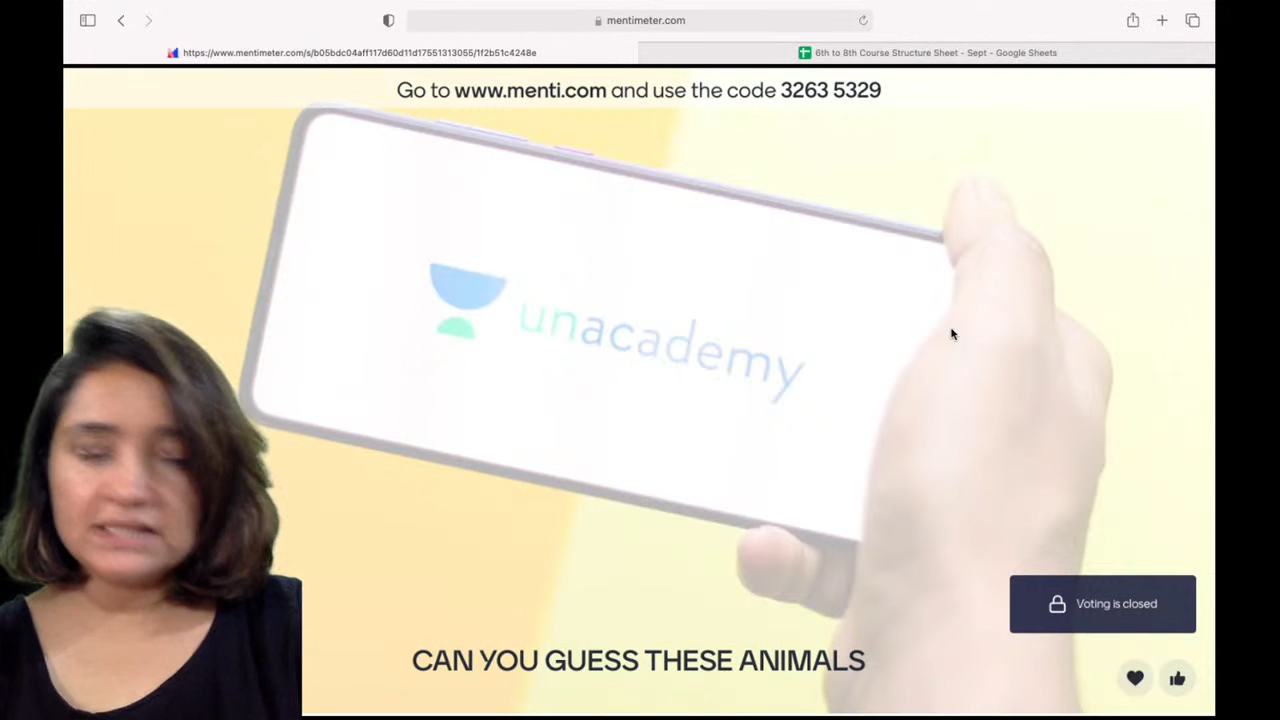 mentimeter.com
https://www.mentimeter.com/s/b05bdc04aff117d60d11d17551313055/1f2b51c4248e
6th to 8th Course Structure Sheet - Sept - Google Sheets
Go to www.menti.com and use the code 3263 5329
unacademy
Voting is closed
CAN YOU GUESS THESE ANIMALS